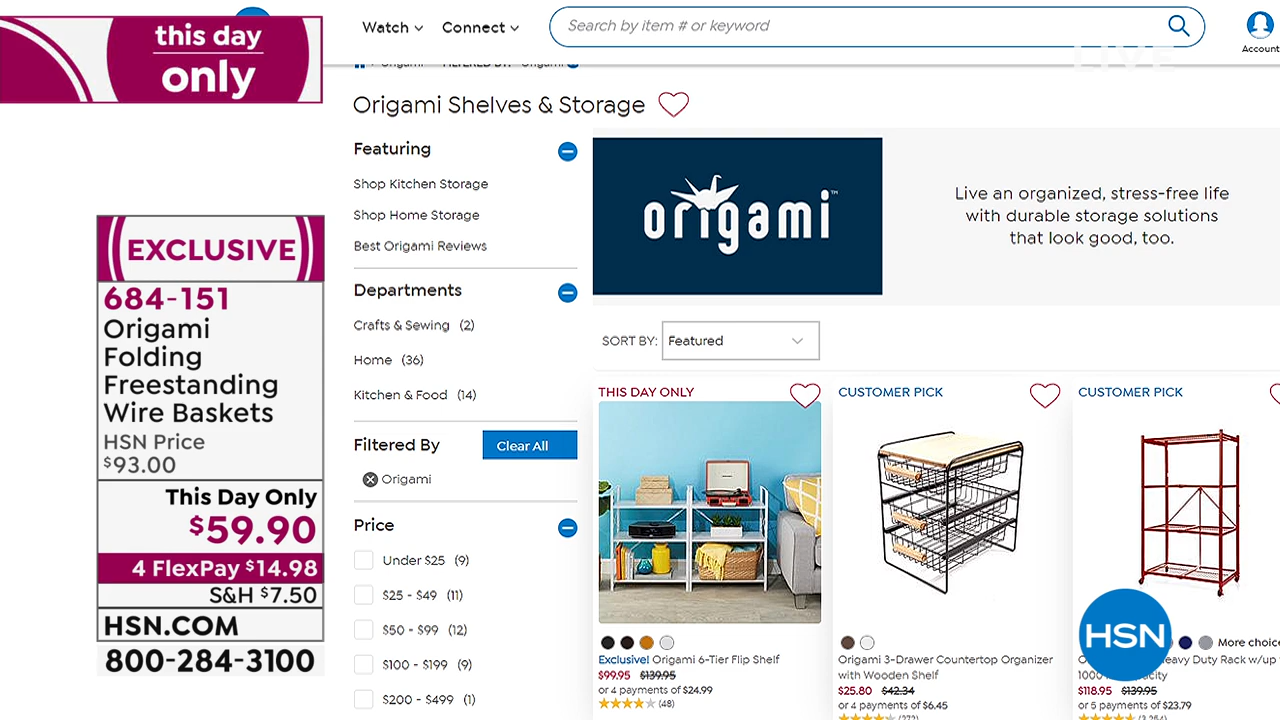 this day
only
EXCLUSIVE
684-151
Origami
Folding
Freestanding
Wire Baskets
HSN Price
$93.00
This Day Only
$59.90
4 FlexPay $14.98
S&H $7.50
HSN.COM
800-284-3100
Watch
Connect
Search by item # or keyword
Account
LIVE
Origami Shelves & Storage
Featuring
Shop Kitchen Storage
Shop Home Storage
Best Origami Reviews
Departments
Crafts & Sewing (2)
Home (36)
Kitchen & Food (14)
Filtered By
Clear All
Origami
Price
Under $25 (9)
$25 - $49 (11)
$50 - $99 (12)
$100 - $199 (9)
$200 - $499 (1)
origami™
Live an organized, stress-free life
with durable storage solutions
that look good, too.
SORT BY: Featured
THIS DAY ONLY
Exclusive! Origami 6-Tier Flip Shelf
$99.95 $139.95
or 4 payments of $24.99
(48)
CUSTOMER PICK
Origami 3-Drawer Countertop Organizer
with Wooden Shelf
$25.80 $42.34
or 4 payments of $6.45
(272)
CUSTOMER PICK
More choice
eavy Duty Rack w/up
$118.95 $139.95
or 5 payments of $23.79
HSN